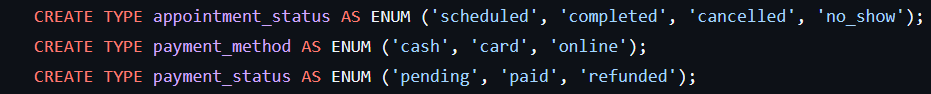 CREATE TYPE appointment_status AS ENUM ('scheduled', 'completed', 'cancelled', 'no_show');
CREATE TYPE payment_method AS ENUM ('cash', 'card', 'online');
CREATE TYPE payment_status AS ENUM ('pending', 'paid', 'refunded');